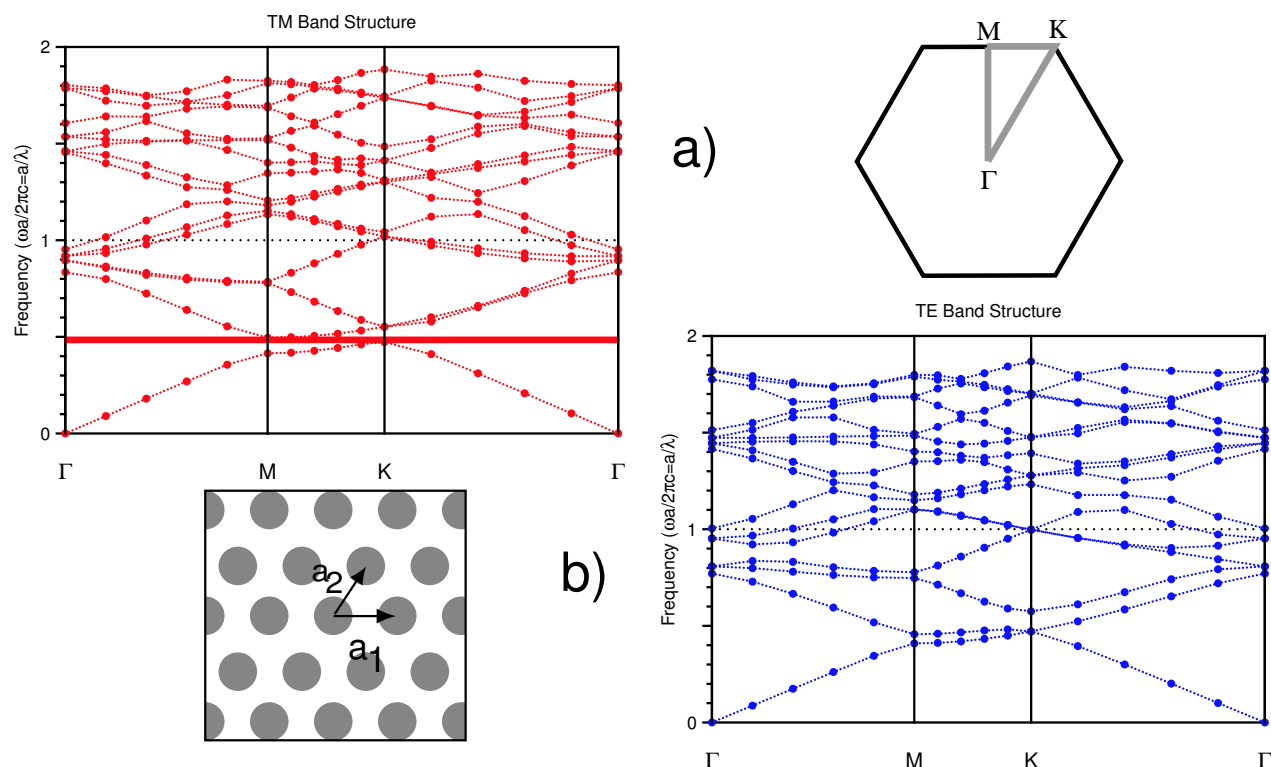 TM Band Structure
2
1
0
Frequency (ωa/2πc=a/λ)
Γ
M
K
Γ
a)
M
K
Γ
TE Band Structure
2
1
0
Frequency (ωa/2πc=a/λ)
Γ
M
K
Γ
b)
a2
a1